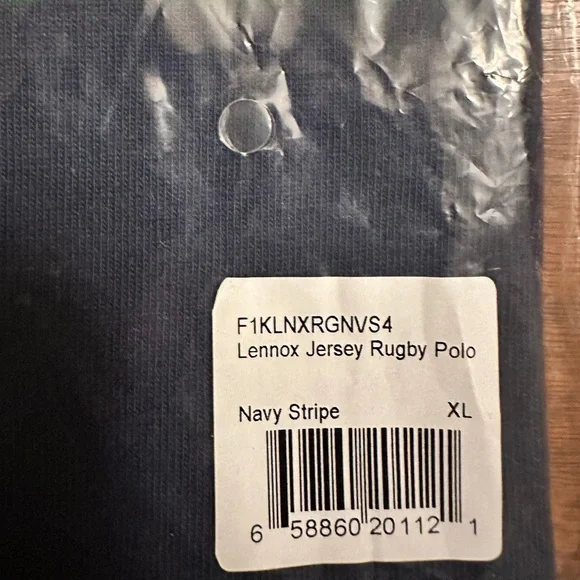 F1KLNXRGNVS4
Lennox Jersey Rugby Polo
Navy Stripe XL
6 58860 20112 1